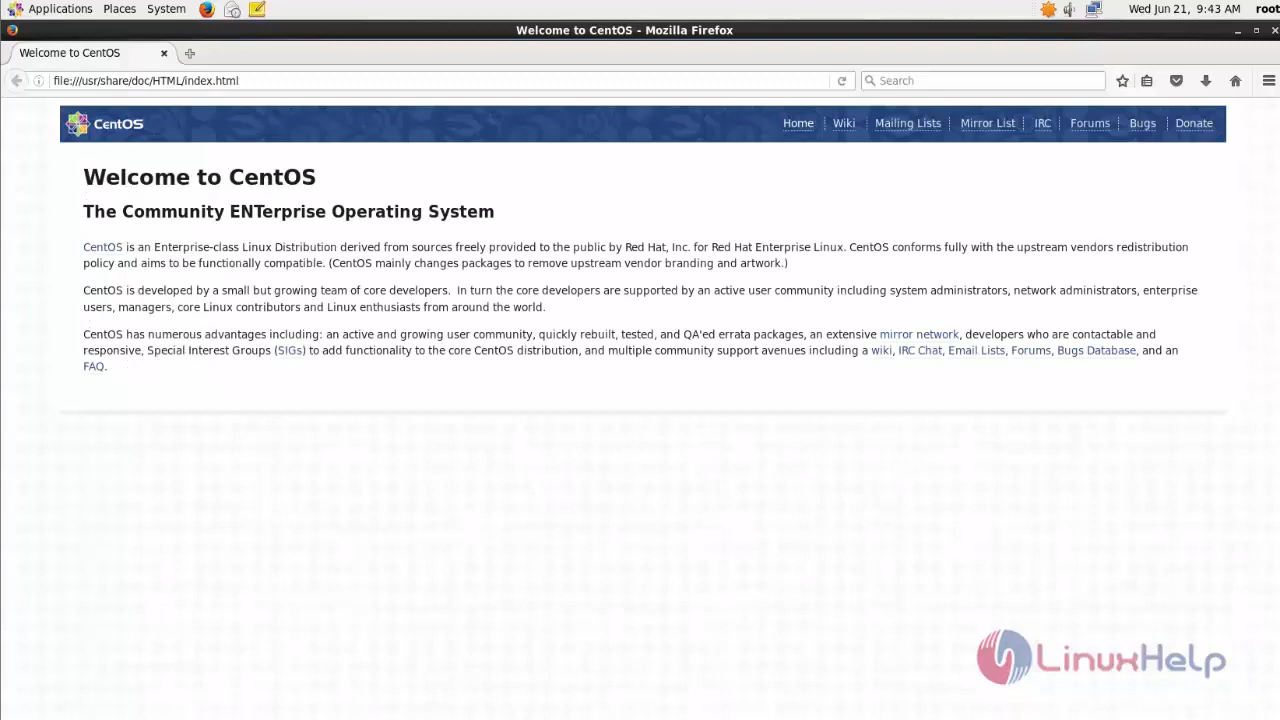 Applications Places System Wed Jun 21, 9:43 AM root
Welcome to CentOS - Mozilla Firefox
Welcome to CentOS
file:///usr/share/doc/HTML/index.html Search
CentOS Home Wiki Mailing Lists Mirror List IRC Forums Bugs Donate
Welcome to CentOS
The Community ENTerprise Operating System
CentOS is an Enterprise-class Linux Distribution derived from sources freely provided to the public by Red Hat, Inc. for Red Hat Enterprise Linux. CentOS conforms fully with the upstream vendors redistribution
policy and aims to be functionally compatible. (CentOS mainly changes packages to remove upstream vendor branding and artwork.)
CentOS is developed by a small but growing team of core developers. In turn the core developers are supported by an active user community including system administrators, network administrators, enterprise
users, managers, core Linux contributors and Linux enthusiasts from around the world.
CentOS has numerous advantages including: an active and growing user community, quickly rebuilt, tested, and QA'ed errata packages, an extensive mirror network, developers who are contactable and
responsive, Special Interest Groups (SIGs) to add functionality to the core CentOS distribution, and multiple community support avenues including a wiki, IRC Chat, Email Lists, Forums, Bugs Database, and an
FAQ.
LinuxHelp